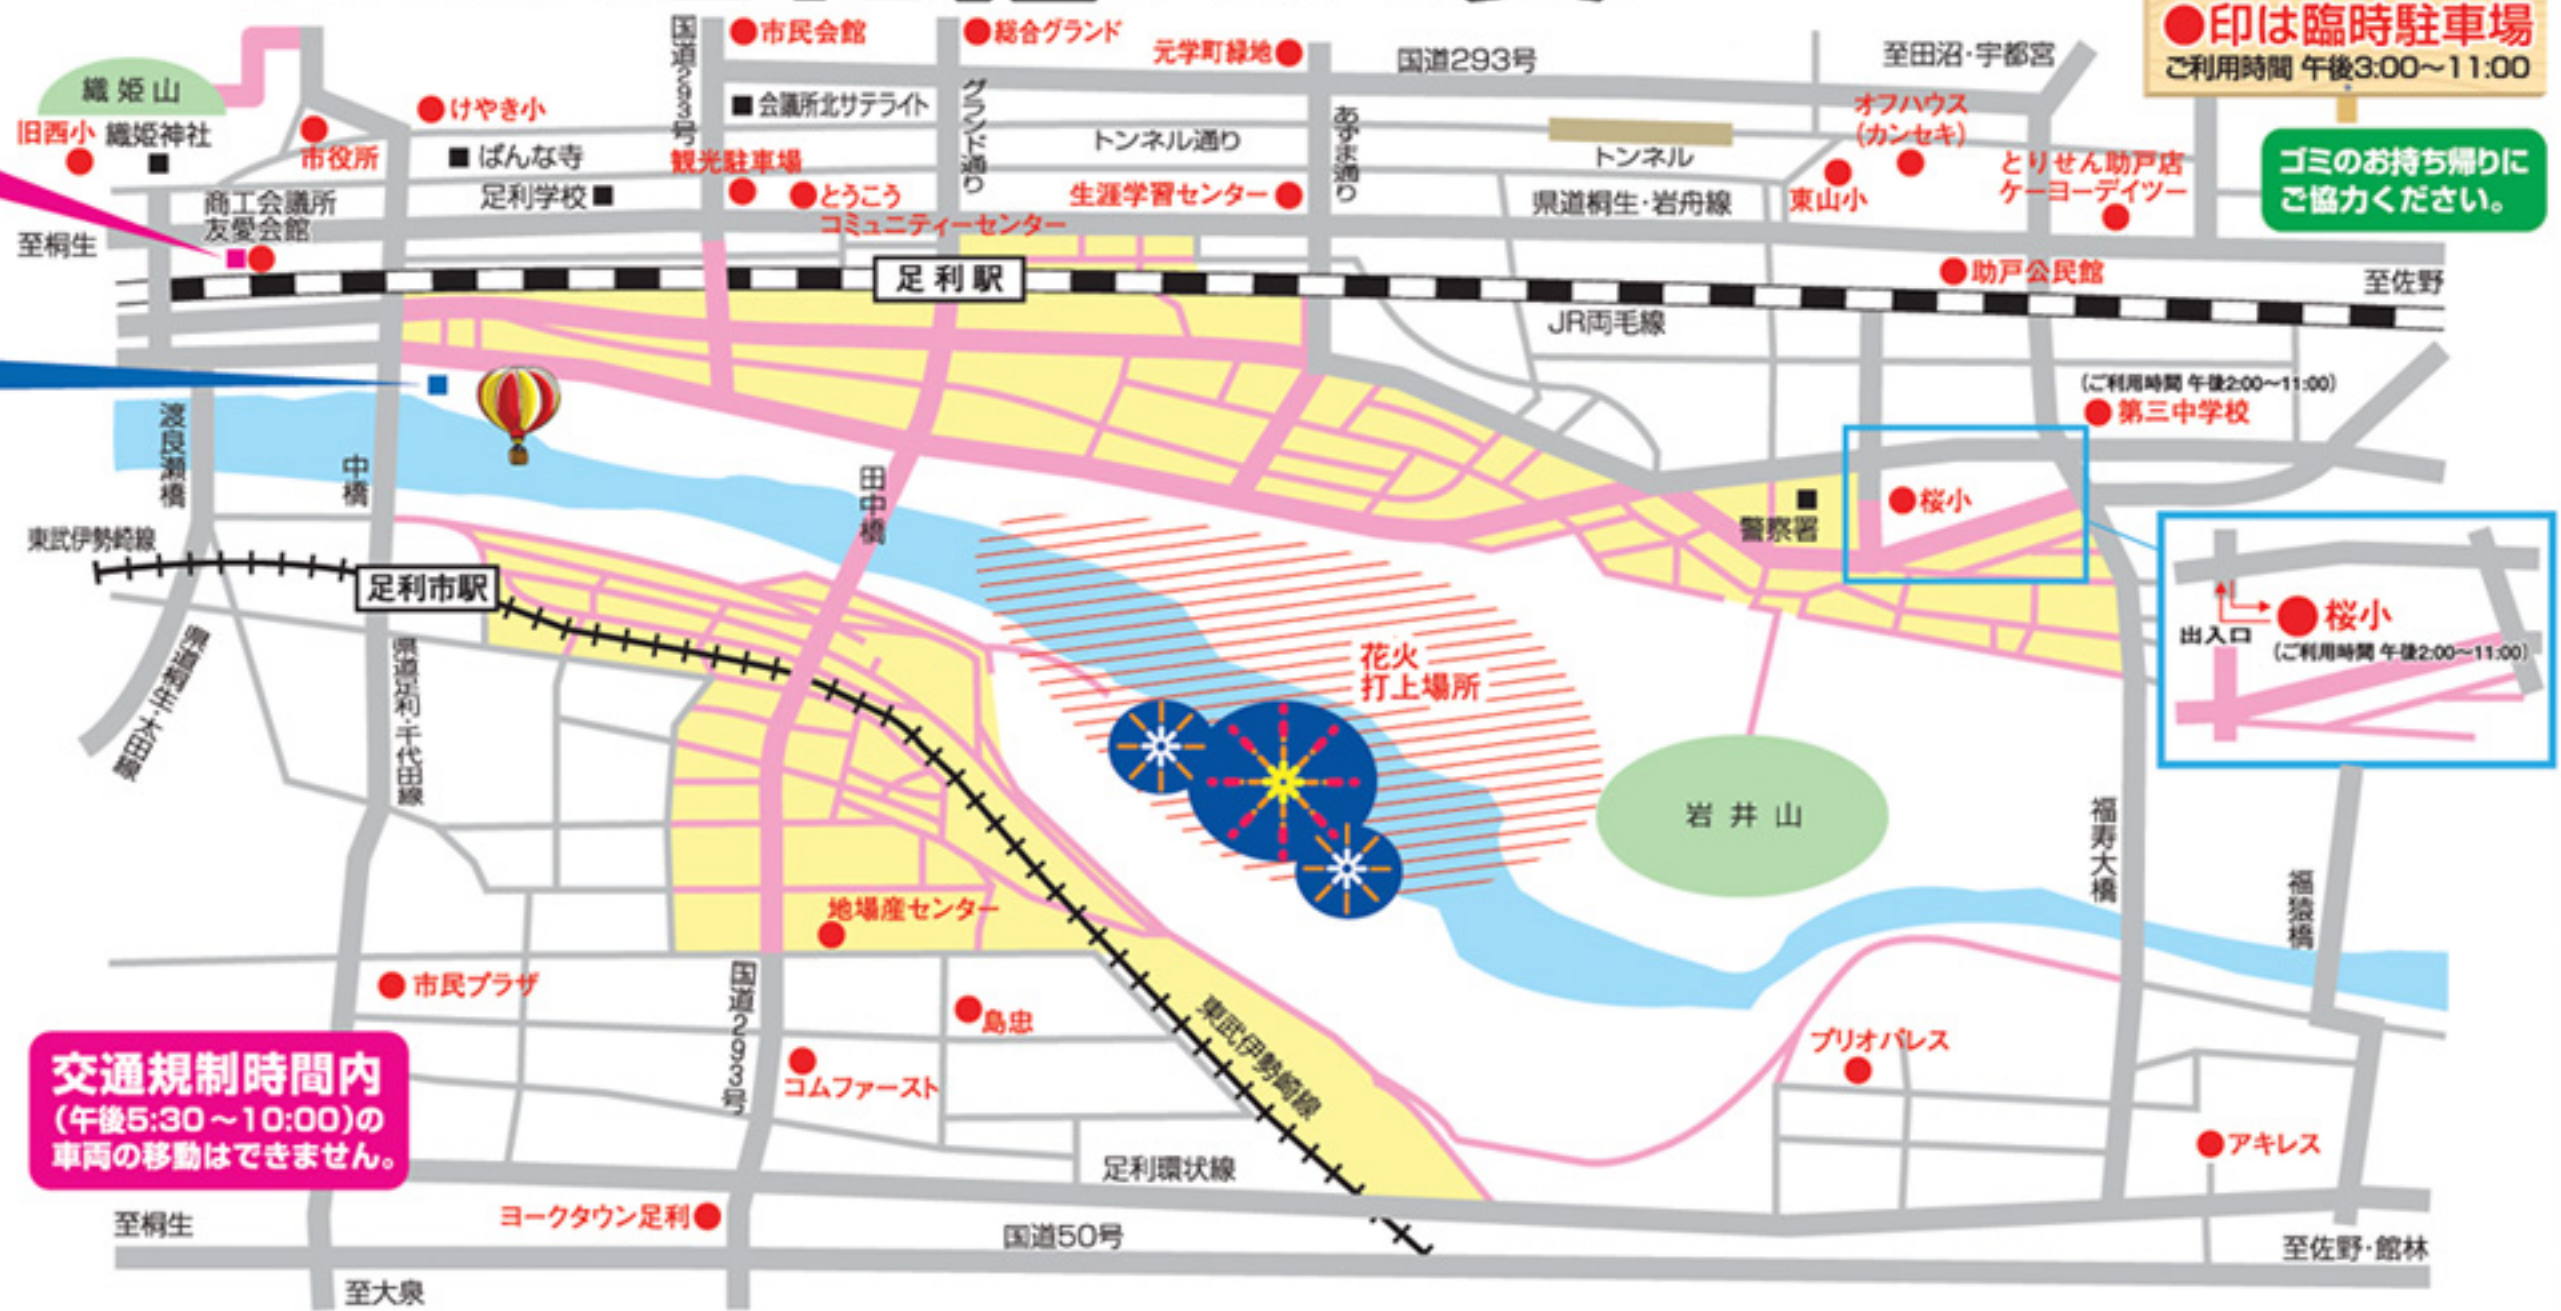 ●印は臨時駐車場
ご利用時間 午後3:00～11:00
ゴミのお持ち帰りに
ご協力ください。
国道293号
市民会館
総合グランド
元学町緑地
国道293号
至田沼・宇都宮
織姫山
旧西小
織姫神社
市役所
けやき小
ばんな寺
足利学校
会議所北サテライト
観光駐車場
とうこう
コミュニティーセンター
グランド通り
トンネル通り
生涯学習センター
あずま通り
トンネル
県道桐生・岩舟線
オフハウス
(カンセキ)
東山小
とりせん助戸店
ケーヨーデイツー
商工会議所
友愛会館
至桐生
足利駅
助戸公民館
至佐野
JR両毛線
(ご利用時間 午後2:00～11:00)
第三中学校
渡良瀬橋
中橋
田中橋
警察署
桜小
東武伊勢崎線
足利市駅
出入口
桜小
(ご利用時間 午後2:00～11:00)
県道桐生・太田線
県道足利・千代田線
花火
打上場所
岩井山
福寿大橋
福猿橋
地場産センター
市民プラザ
国道293号
島忠
コムファースト
東武伊勢崎線
プリオパレス
アキレス
交通規制時間内
(午後5:30～10:00)の
車両の移動はできません。
足利環状線
ヨークタウン足利
至桐生
国道50号
至佐野・館林
至大泉